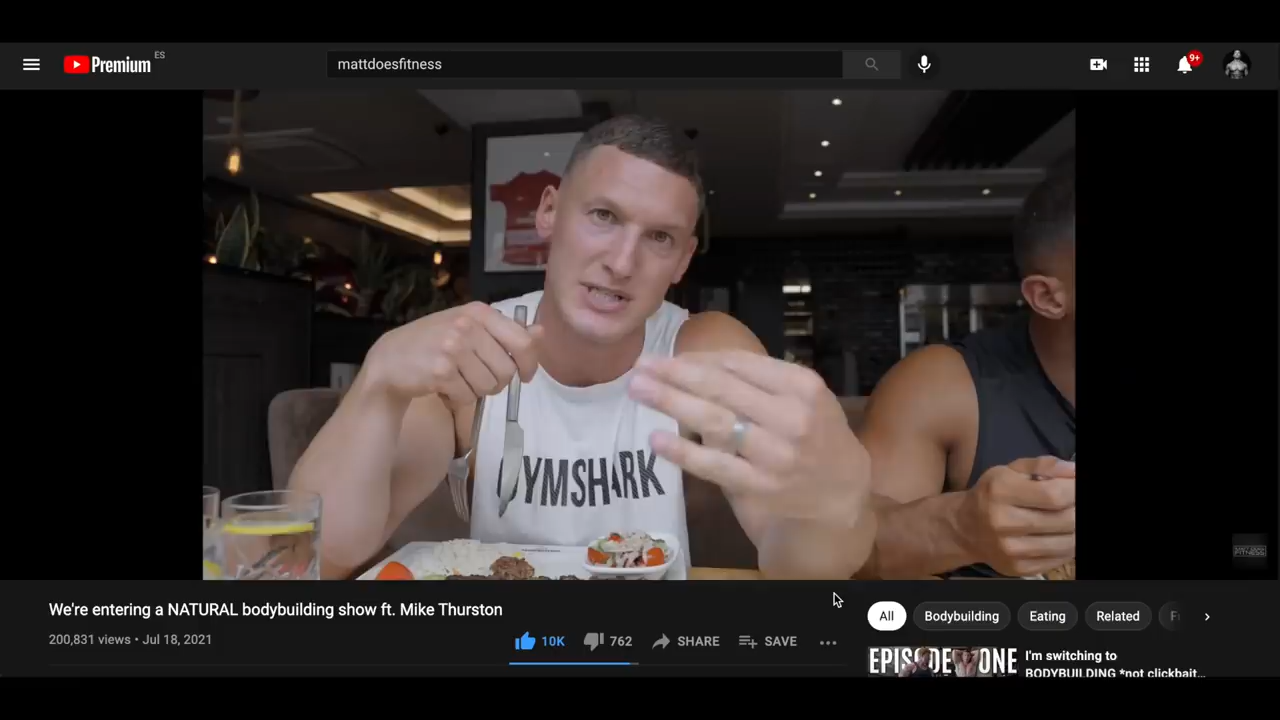 Premium ES
mattdoesfitness
9+
GYMSHARK
We're entering a NATURAL bodybuilding show ft. Mike Thurston
200,831 views • Jul 18, 2021
10K
762
SHARE
SAVE
All
Bodybuilding
Eating
Related
EPISODE ONE
I'm switching to
BODYBUILDING *not clickbait...